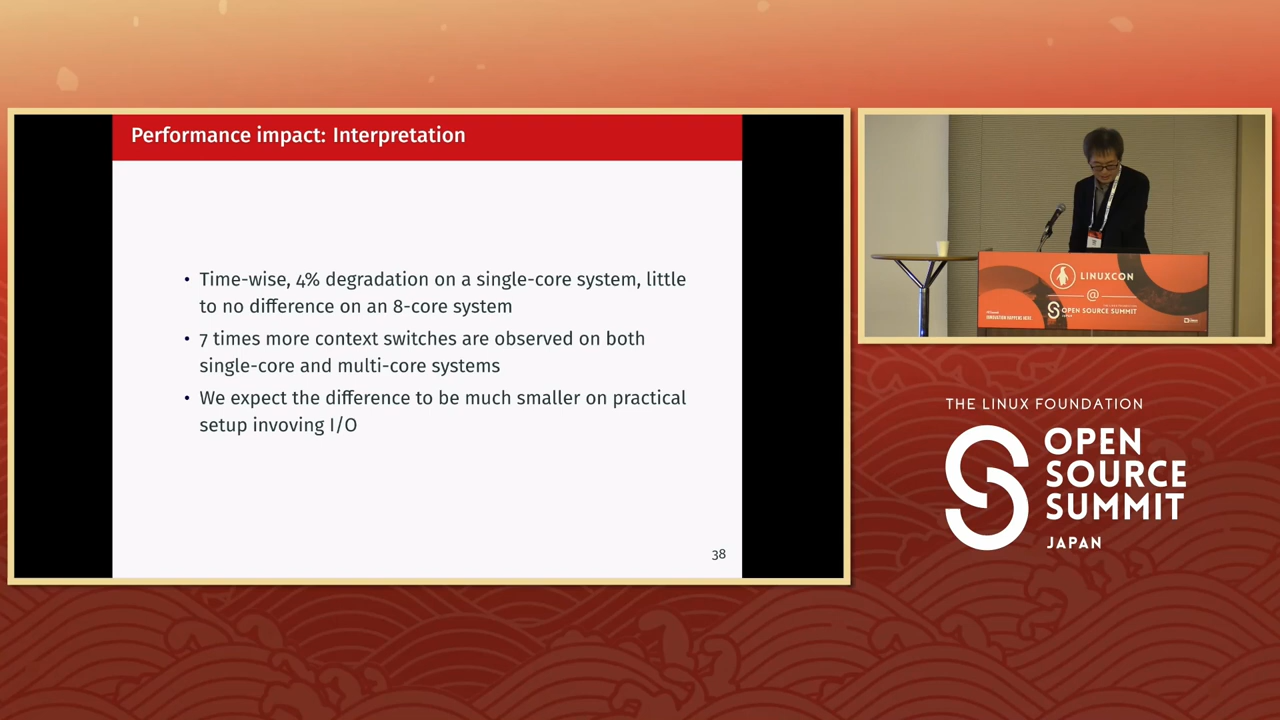 Performance impact: Interpretation
• Time-wise, 4% degradation on a single-core system, little
to no difference on an 8-core system
• 7 times more context switches are observed on both
single-core and multi-core systems
• We expect the difference to be much smaller on practical
setup invoving I/O
38
LINUXCON
@
OPEN SOURCE SUMMIT
THE LINUX FOUNDATION
OPEN
SOURCE
SUMMIT
JAPAN